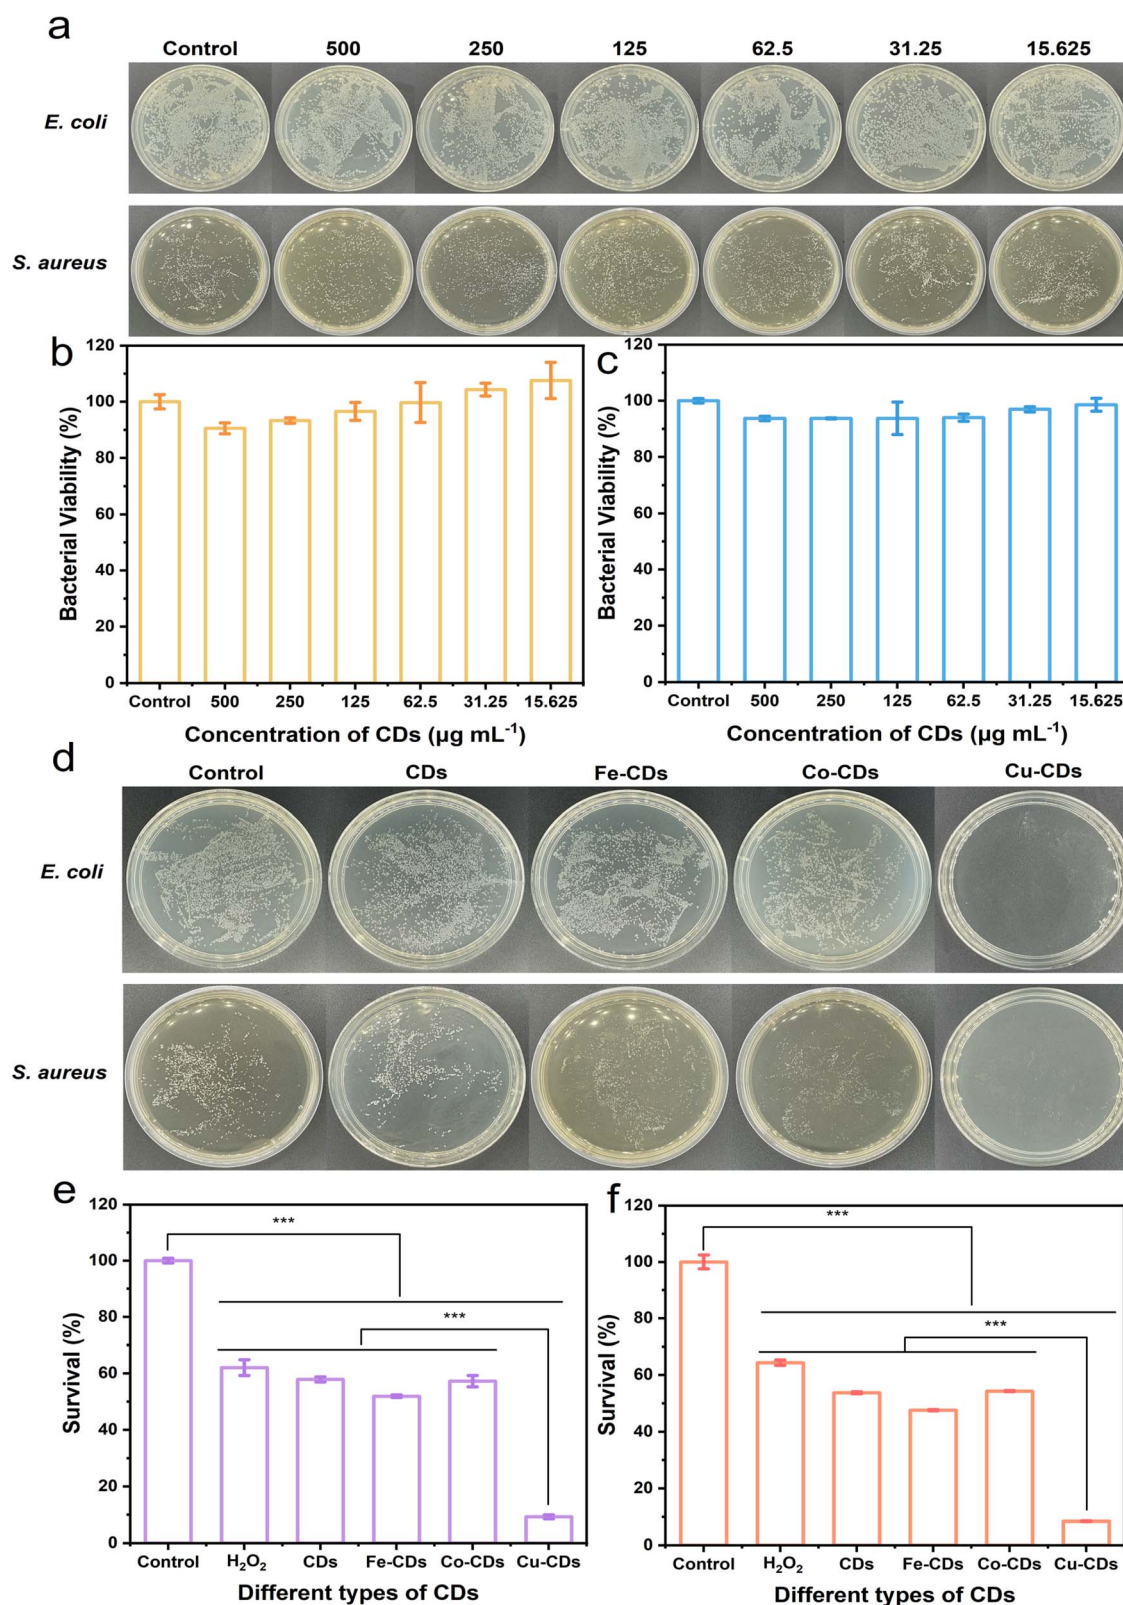 a
Control 500 250 125 62.5 31.25 15.625
E. coli
S. aureus
b
120
100
80
60
40
20
0
Bacterial Viability (%)
Control 500 250 125 62.5 31.25 15.625
Concentration of CDs (µg mL⁻¹)
c
120
100
80
60
40
20
0
Bacterial Viability (%)
Control 500 250 125 62.5 31.25 15.625
Concentration of CDs (µg mL⁻¹)
d
Control CDs Fe-CDs Co-CDs Cu-CDs
E. coli
S. aureus
e
120
100
80
60
40
20
0
Survival (%)
***
***
Control H₂O₂ CDs Fe-CDs Co-CDs Cu-CDs
Different types of CDs
f
120
100
80
60
40
20
0
Survival (%)
***
***
Control H₂O₂ CDs Fe-CDs Co-CDs Cu-CDs
Different types of CDs